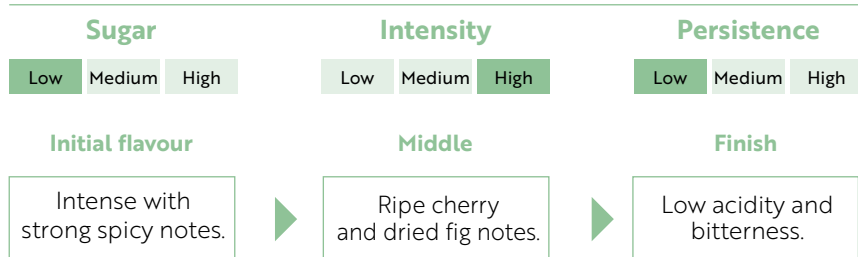 Sugar
Intensity
Persistence
Low Medium High
Low Medium High
Low Medium High
Initial flavour
Middle
Finish
Intense with
strong spicy notes.
Ripe cherry
and dried fig notes.
Low acidity and
bitterness.